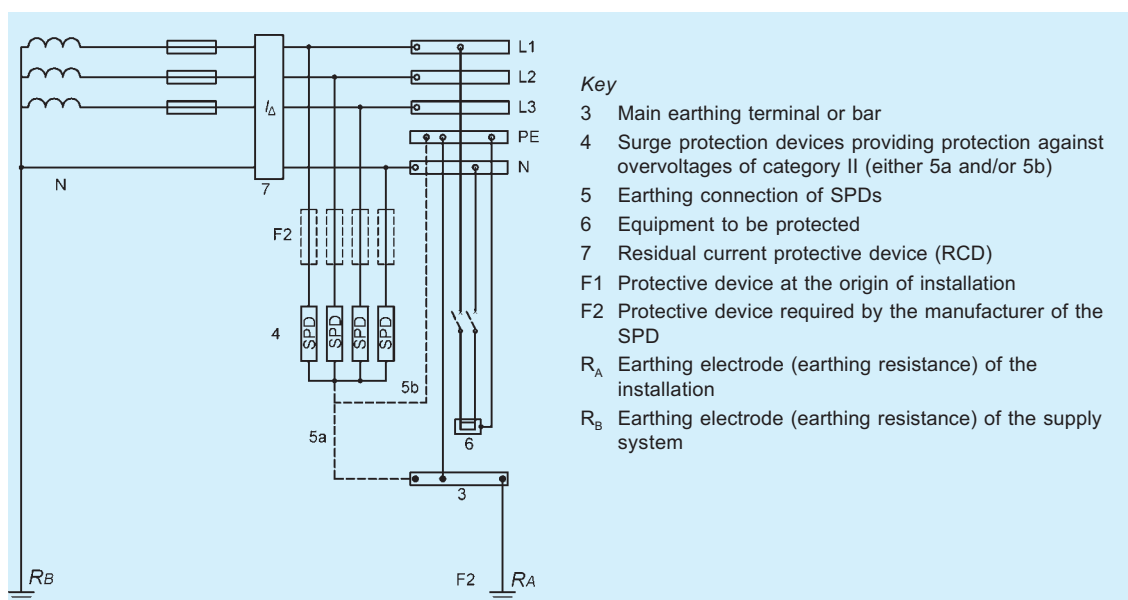 L1
L2
L3
PE
N
N
I∆
7
F2
4
SPD
SPD
SPD
SPD
5b
5a
6
3
RB
F2
RA
Key
3 Main earthing terminal or bar
4 Surge protection devices providing protection against
overvoltages of category II (either 5a and/or 5b)
5 Earthing connection of SPDs
6 Equipment to be protected
7 Residual current protective device (RCD)
F1 Protective device at the origin of installation
F2 Protective device required by the manufacturer of the
SPD
RA Earthing electrode (earthing resistance) of the
installation
RB Earthing electrode (earthing resistance) of the supply
system